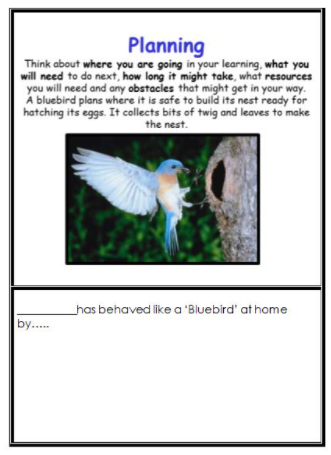 Planning
Think about where you are going in your learning, what you
will need to do next, how long it might take, what resources
you will need and any obstacles that might get in your way.
A bluebird plans where it is safe to build its nest ready for
hatching its eggs. It collects bits of twig and leaves to make
the nest.
__________has behaved like a ‘Bluebird’ at home
by…..